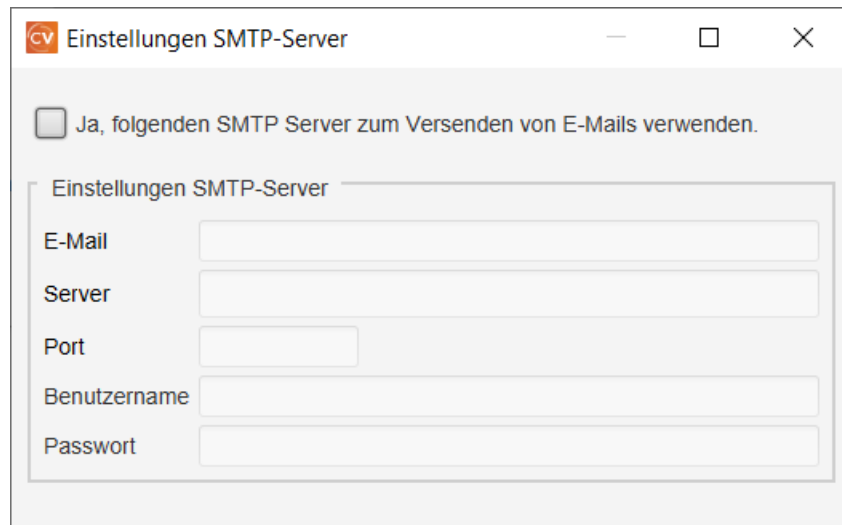 CV Einstellungen SMTP-Server
Ja, folgenden SMTP Server zum Versenden von E-Mails verwenden.
Einstellungen SMTP-Server
E-Mail
Server
Port
Benutzername
Passwort